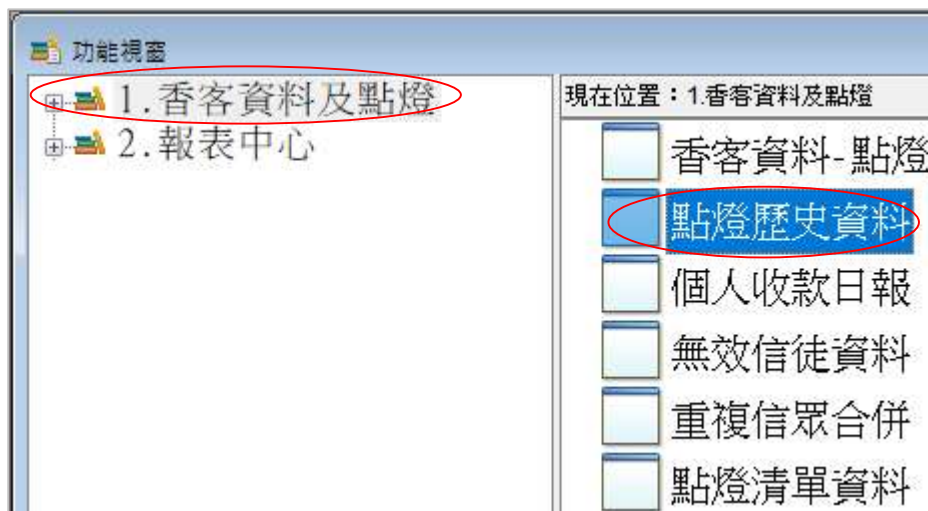 功能視窗
1.香客資料及點燈
2.報表中心
現在位置：1.香客資料及點燈
香客資料-點燈
點燈歷史資料
個人收款日報
無效信徒資料
重複信眾合併
點燈清單資料